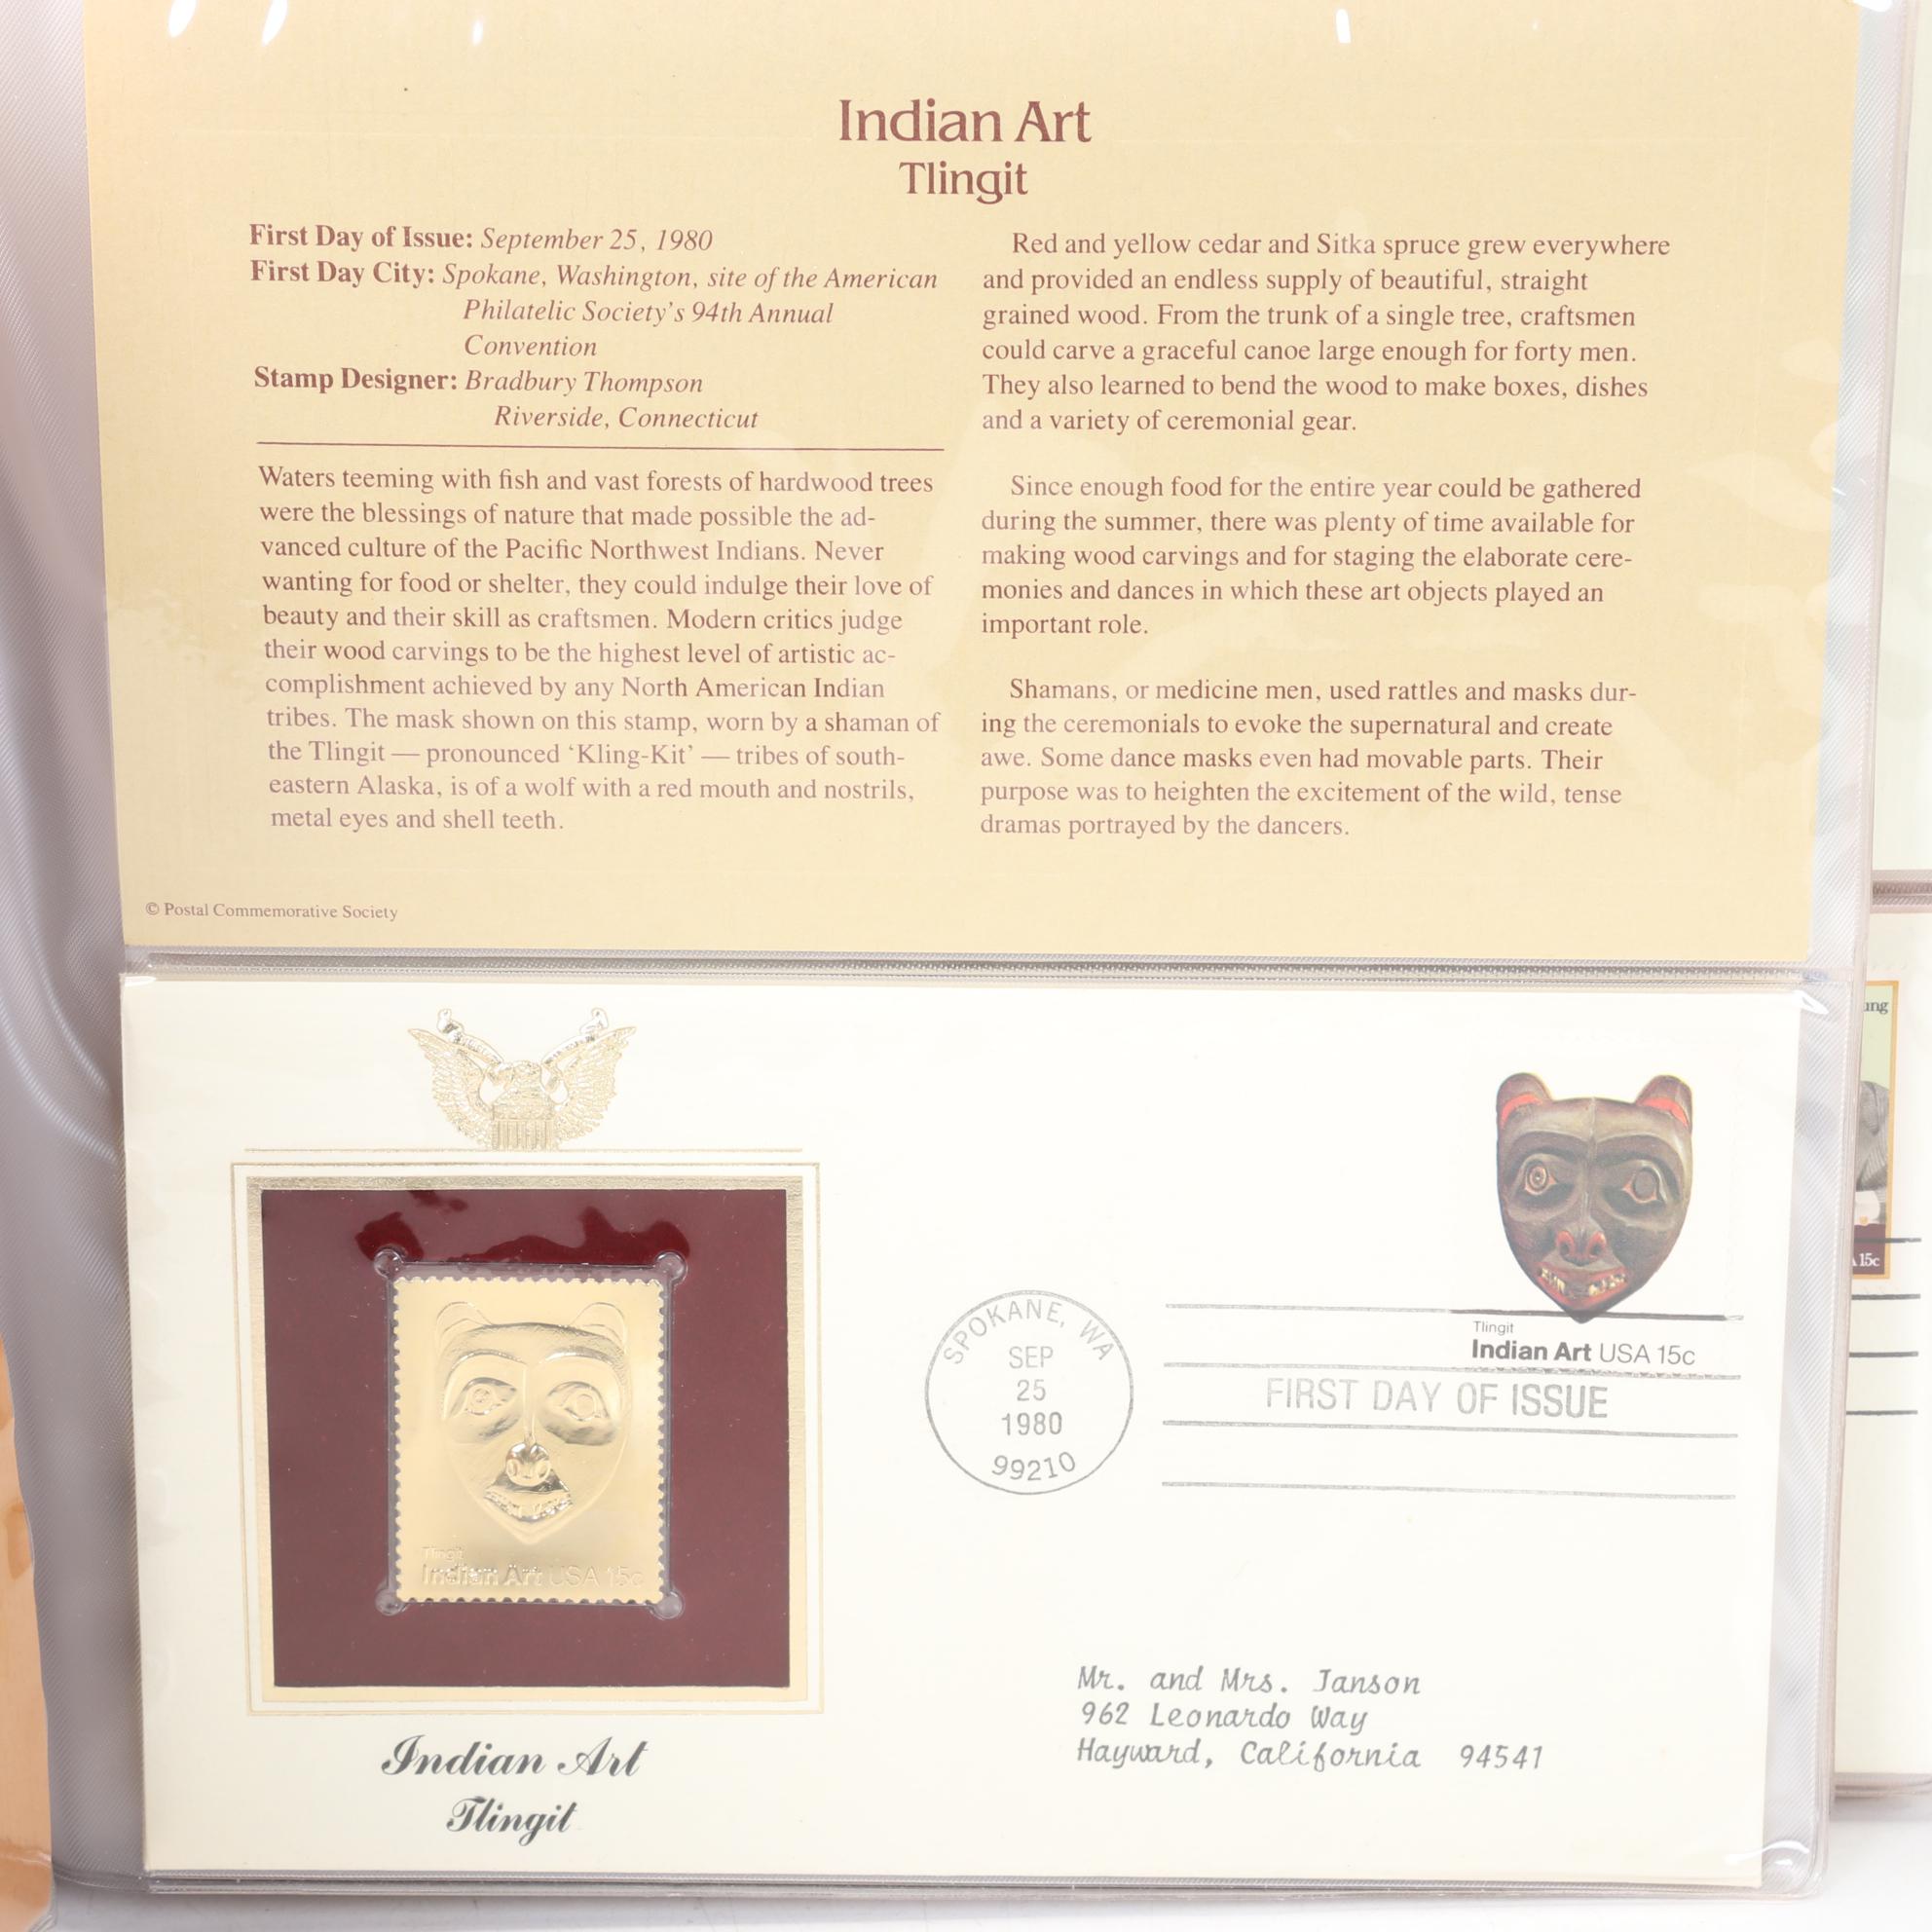 Indian Art
Tlingit
First Day of Issue: September 25, 1980
First Day City: Spokane, Washington, site of the American
Philatelic Society's 94th Annual
Convention
Stamp Designer: Bradbury Thompson
Riverside, Connecticut
Waters teeming with fish and vast forests of hardwood trees
were the blessings of nature that made possible the ad-
vanced culture of the Pacific Northwest Indians. Never
wanting for food or shelter, they could indulge their love of
beauty and their skill as craftsmen. Modern critics judge
their wood carvings to be the highest level of artistic ac-
complishment achieved by any North American Indian
tribes. The mask shown on this stamp, worn by a shaman of
the Tlingit — pronounced ‘Kling-Kit’ — tribes of south-
eastern Alaska, is of a wolf with a red mouth and nostrils,
metal eyes and shell teeth.
Red and yellow cedar and Sitka spruce grew everywhere
and provided an endless supply of beautiful, straight
grained wood. From the trunk of a single tree, craftsmen
could carve a graceful canoe large enough for forty men.
They also learned to bend the wood to make boxes, dishes
and a variety of ceremonial gear.
Since enough food for the entire year could be gathered
during the summer, there was plenty of time available for
making wood carvings and for staging the elaborate cere-
monies and dances in which these art objects played an
important role.
Shamans, or medicine men, used rattles and masks dur-
ing the ceremonials to evoke the supernatural and create
awe. Some dance masks even had movable parts. Their
purpose was to heighten the excitement of the wild, tense
dramas portrayed by the dancers.
© Postal Commemorative Society
Tlingit
Indian Art USA 15c
Indian Art
Tlingit
SPOKANE, WA
SEP
25
1980
99210
Tlingit
Indian Art USA 15c
FIRST DAY OF ISSUE
Mr. and Mrs. Janson
962 Leonardo Way
Hayward, California 94541
15c